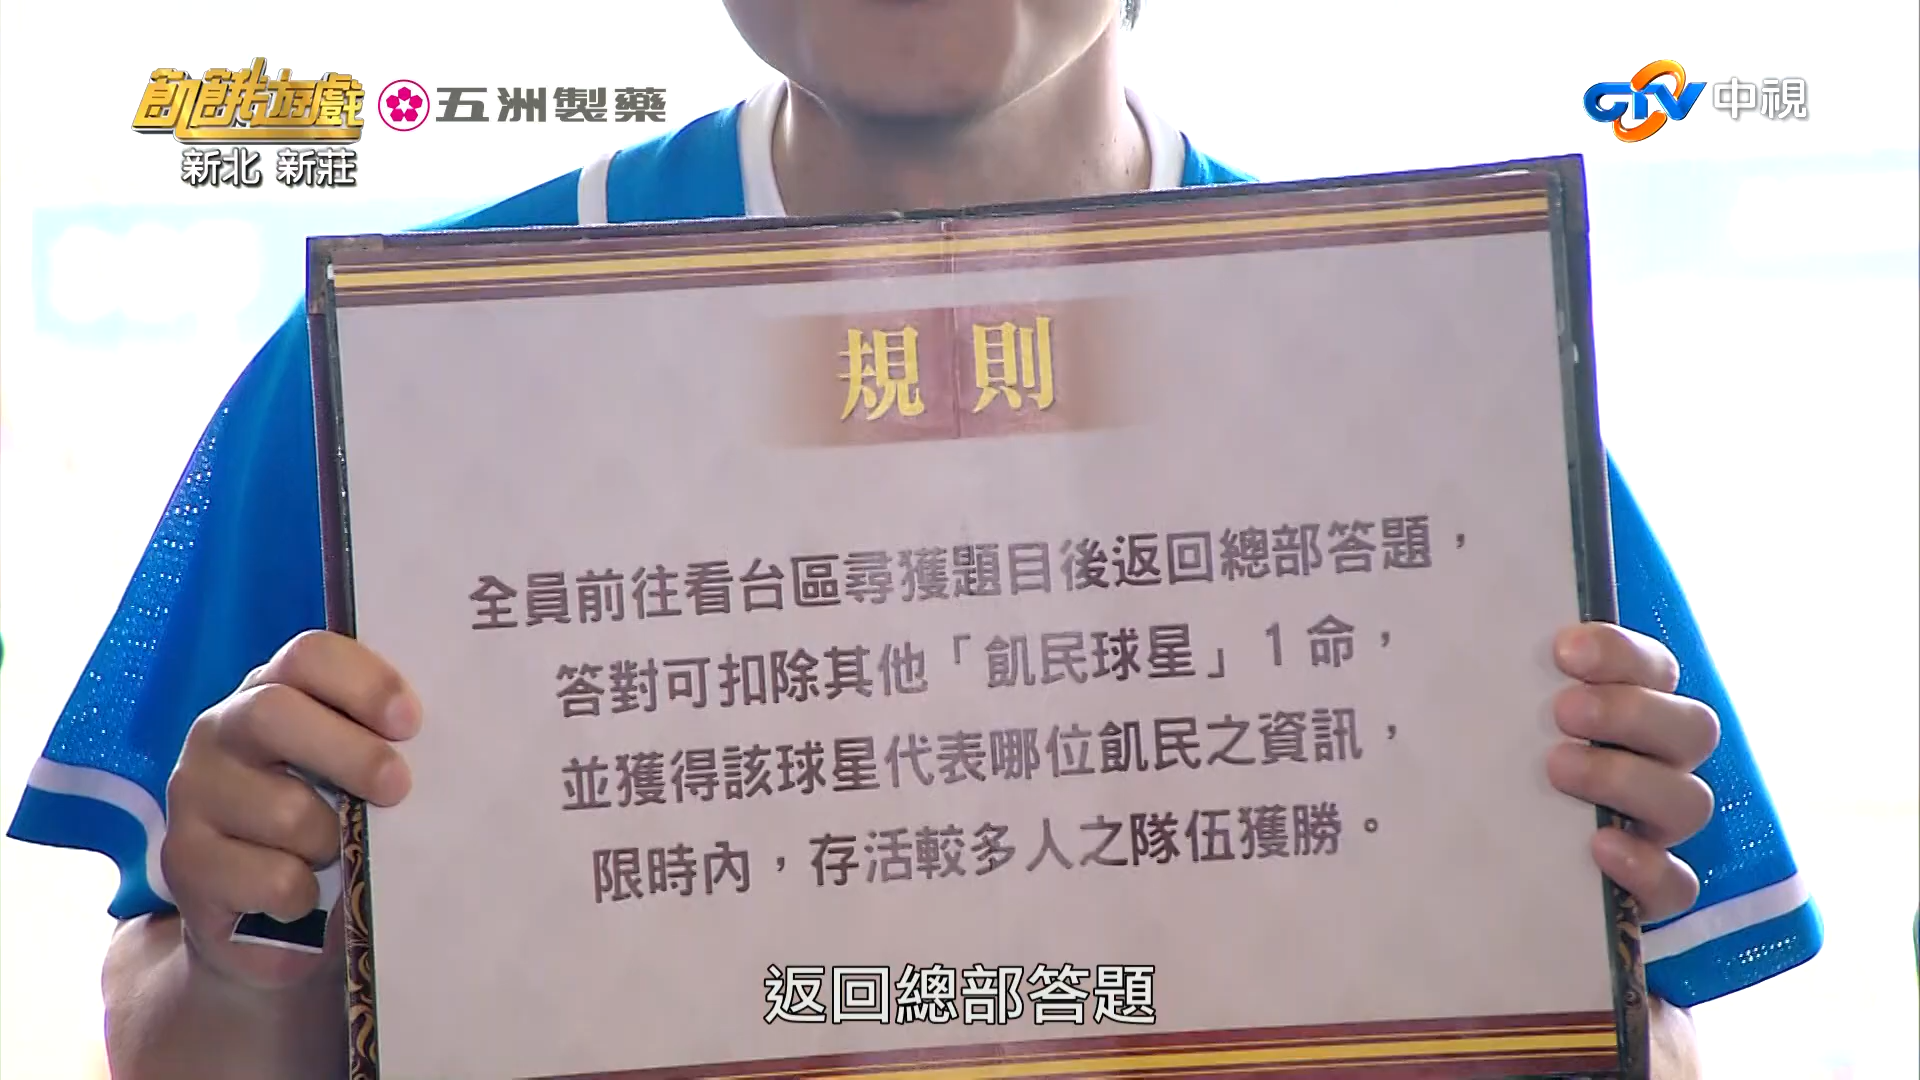 飢餓遊戲
五洲製藥
新北 新莊
CTV中視
規則
全員前往看台區尋獲題目後返回總部答題，
答對可扣除其他「飢民球星」1命，
並獲得該球星代表哪位飢民之資訊，
限時內，存活較多人之隊伍獲勝。
返回總部答題